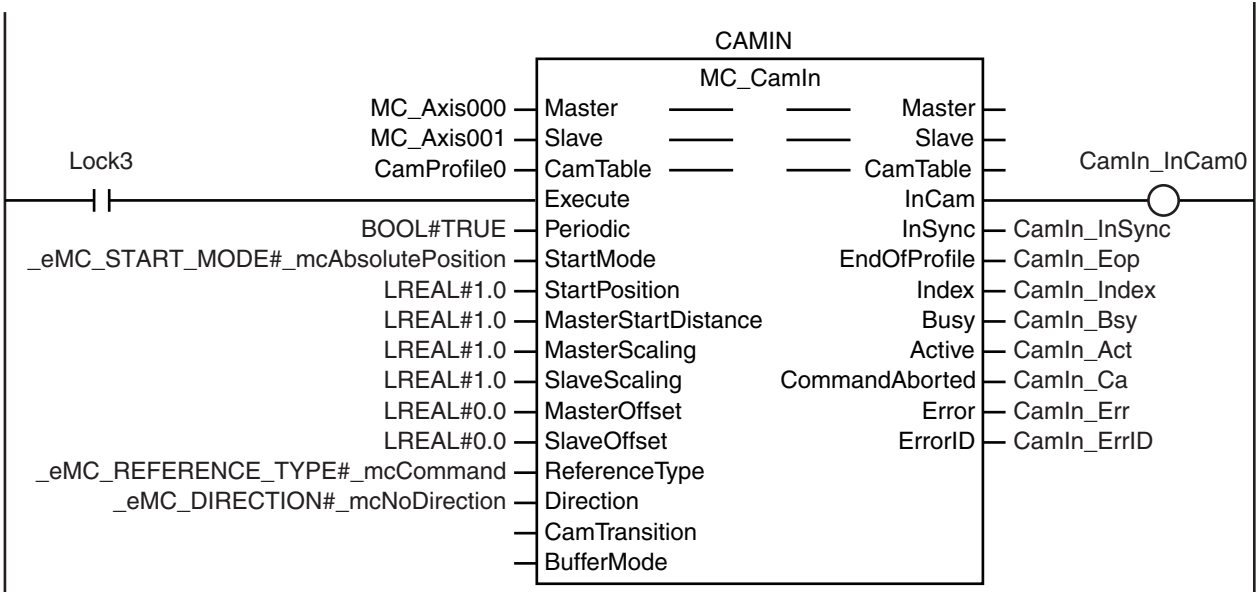 CAMIN
MC_CamIn
MC_Axis000 Master Master
MC_Axis001 Slave Slave
Lock3 CamProfile0 CamTable CamTable CamIn_InCam0
Execute InCam
BOOL#TRUE Periodic InSync CamIn_InSync
_eMC_START_MODE#_mcAbsolutePosition StartMode EndOfProfile CamIn_Eop
LREAL#1.0 StartPosition Index CamIn_Index
LREAL#1.0 MasterStartDistance Busy CamIn_Bsy
LREAL#1.0 MasterScaling Active CamIn_Act
LREAL#1.0 SlaveScaling CommandAborted CamIn_Ca
LREAL#0.0 MasterOffset Error CamIn_Err
LREAL#0.0 SlaveOffset ErrorID CamIn_ErrID
_eMC_REFERENCE_TYPE#_mcCommand ReferenceType
_eMC_DIRECTION#_mcNoDirection Direction
CamTransition
BufferMode